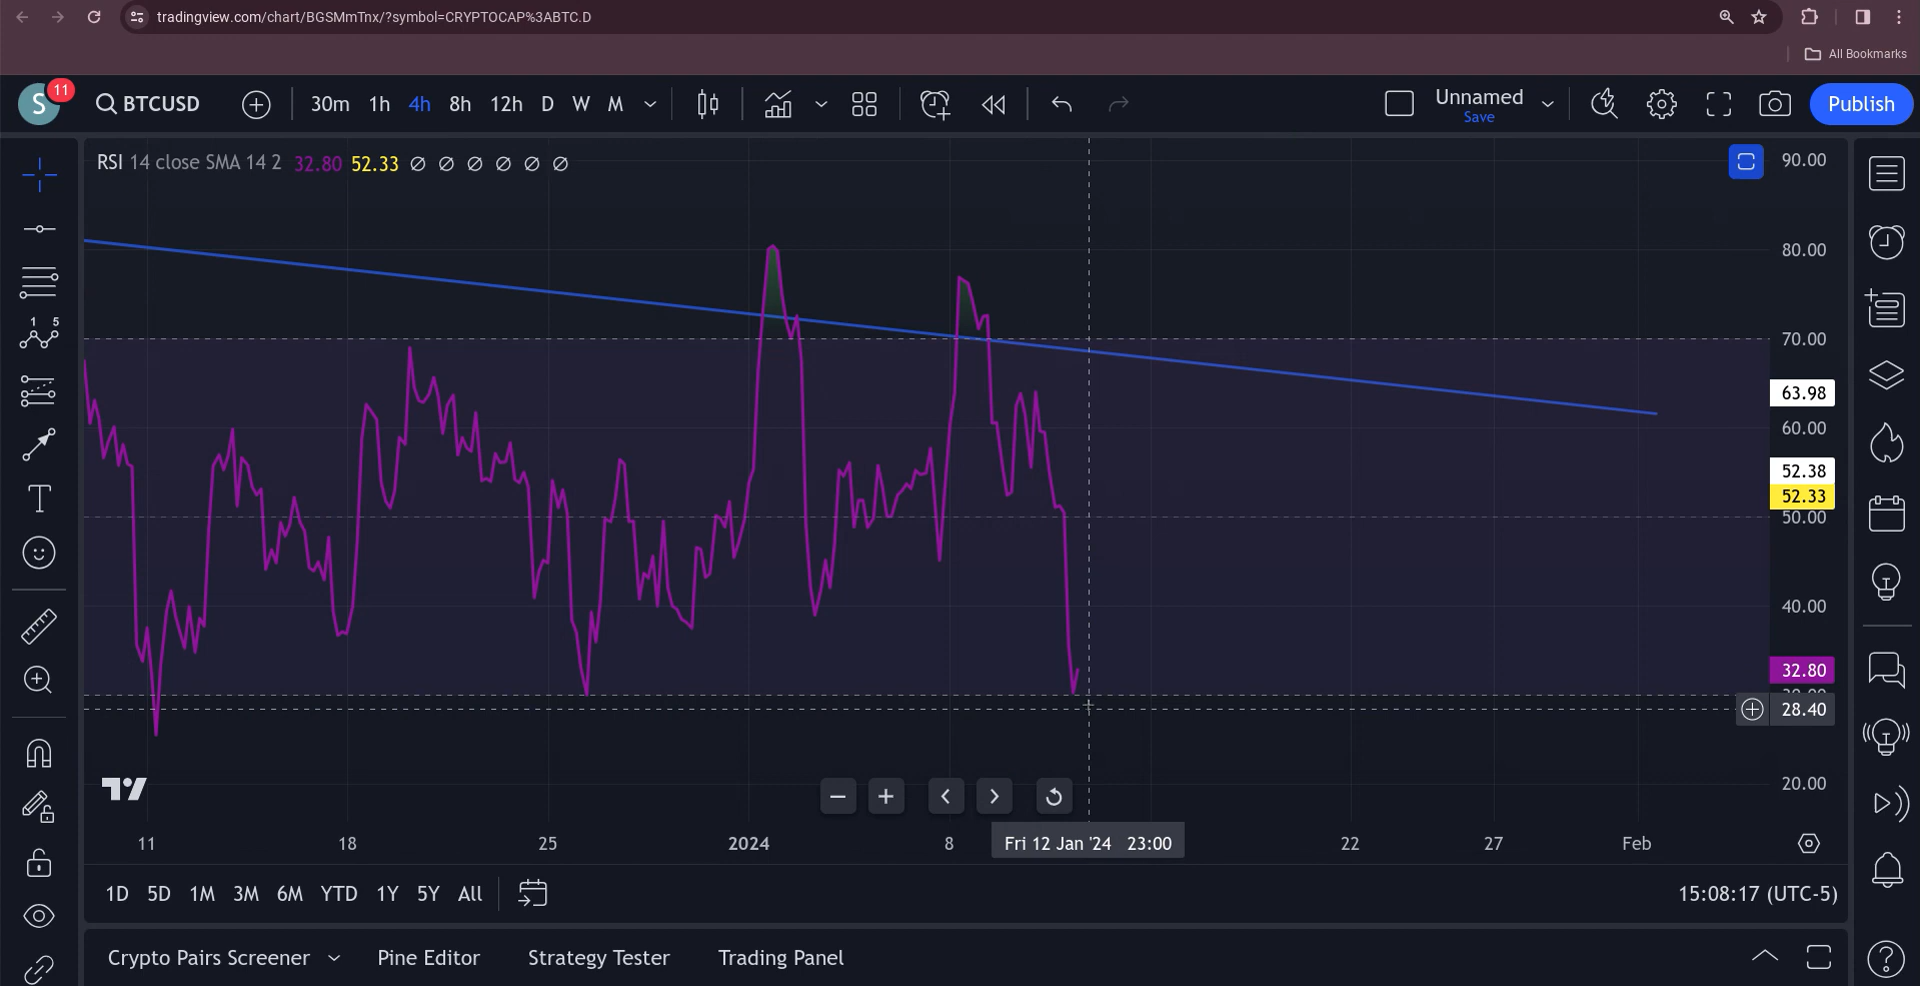 tradingview.com/chart/BGSMmTnx/?symbol=CRYPTOCAP%3ABTC.D
All Bookmarks
S 11 BTCUSD 30m 1h 4h 8h 12h D W M Unnamed Save Publish
RSI 14 close SMA 14 2 32.80 52.33 ∅ ∅ ∅ ∅ ∅ ∅
90.00
80.00
70.00
63.98
60.00
52.38
52.33
50.00
40.00
32.80
30.00
28.40
20.00
1 5
T
11 18 25 2024 8 Fri 12 Jan '24 23:00 22 27 Feb
1D 5D 1M 3M 6M YTD 1Y 5Y All 15:08:17 (UTC-5)
Crypto Pairs Screener Pine Editor Strategy Tester Trading Panel